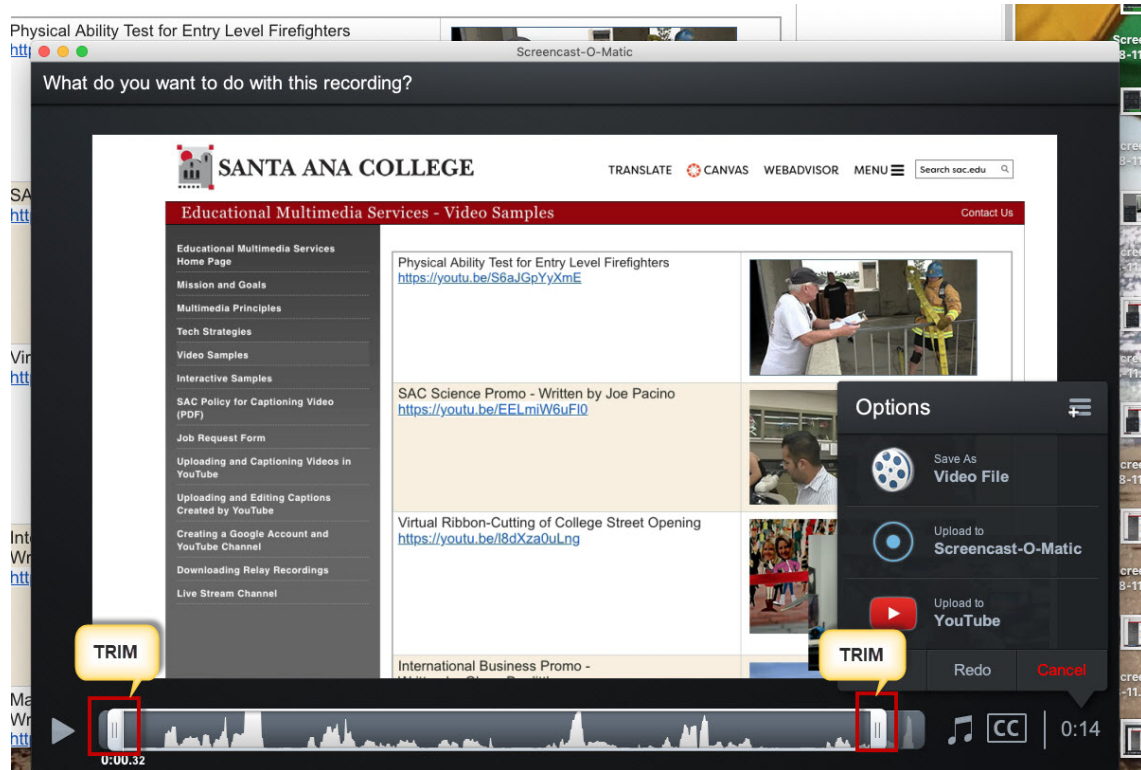 Physical Ability Test for Entry Level Firefighters
http
Screencast-O-Matic
What do you want to do with this recording?
SANTA ANA COLLEGE
TRANSLATE CANVAS WEBADVISOR MENU Search sac.edu
Educational Multimedia Services - Video Samples
Contact Us
Educational Multimedia Services
Home Page
Mission and Goals
Multimedia Principles
Tech Strategies
Video Samples
Interactive Samples
SAC Policy for Captioning Video
(PDF)
Job Request Form
Uploading and Captioning Videos in
YouTube
Uploading and Editing Captions
Created by YouTube
Creating a Google Account and
YouTube Channel
Downloading Relay Recordings
Live Stream Channel
Physical Ability Test for Entry Level Firefighters
https://youtu.be/S6aJGpYyXmE
SAC Science Promo - Written by Joe Pacino
https://youtu.be/EELmiW6uFl0
Virtual Ribbon-Cutting of College Street Opening
https://youtu.be/l8dXza0uLng
International Business Promo -
Options
Save As
Video File
Upload to
Screencast-O-Matic
Upload to
YouTube
Redo
Cancel
TRIM
TRIM
CC
0:14
0:00.32